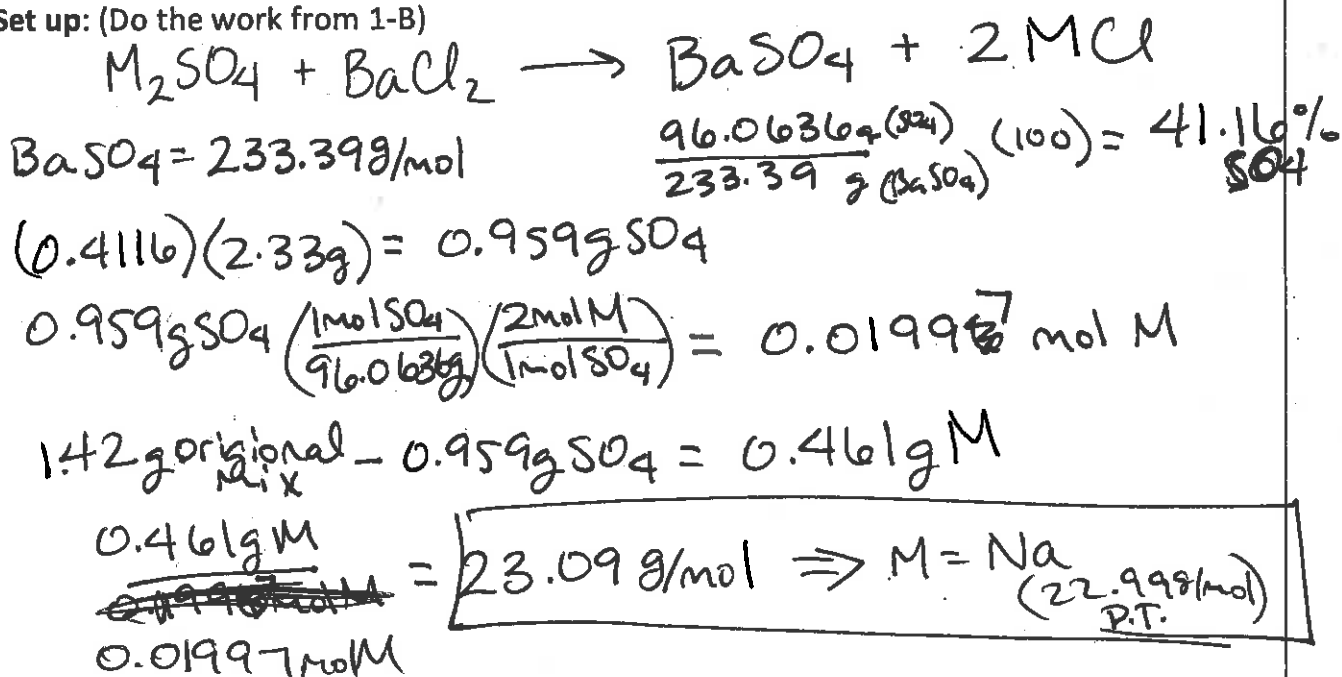 Set up: (Do the work from 1-B)
M₂SO₄ + BaCl₂ → BaSO₄ + 2MCl
BaSO₄ = 233.39g/mol
96.0636g (SO4) / 233.39 g (BaSO₄) (100) = 41.16% SO4
(0.4116)(2.33g) = 0.959g SO4
0.959g SO4 (1mol SO4 / 96.0636g)(2mol M / 1mol SO4) = 0.01997 mol M
1.42g origional Mix - 0.959g SO4 = 0.461g M
0.461g M / 0.01997 mol M = 23.09 g/mol ⇒ M = Na
(22.99g/mol)
P.T.